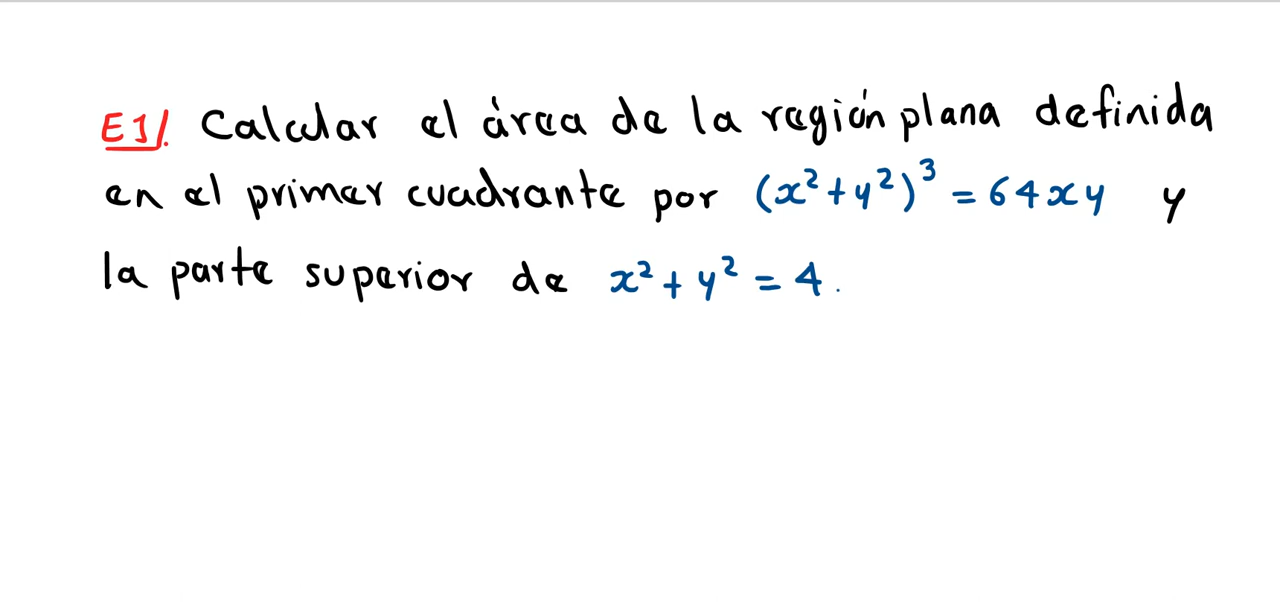 E1/. Calcular el área de la región plana definida
en el primer cuadrante por (x²+y²)³ = 64xy y
la parte superior de x²+y² = 4.